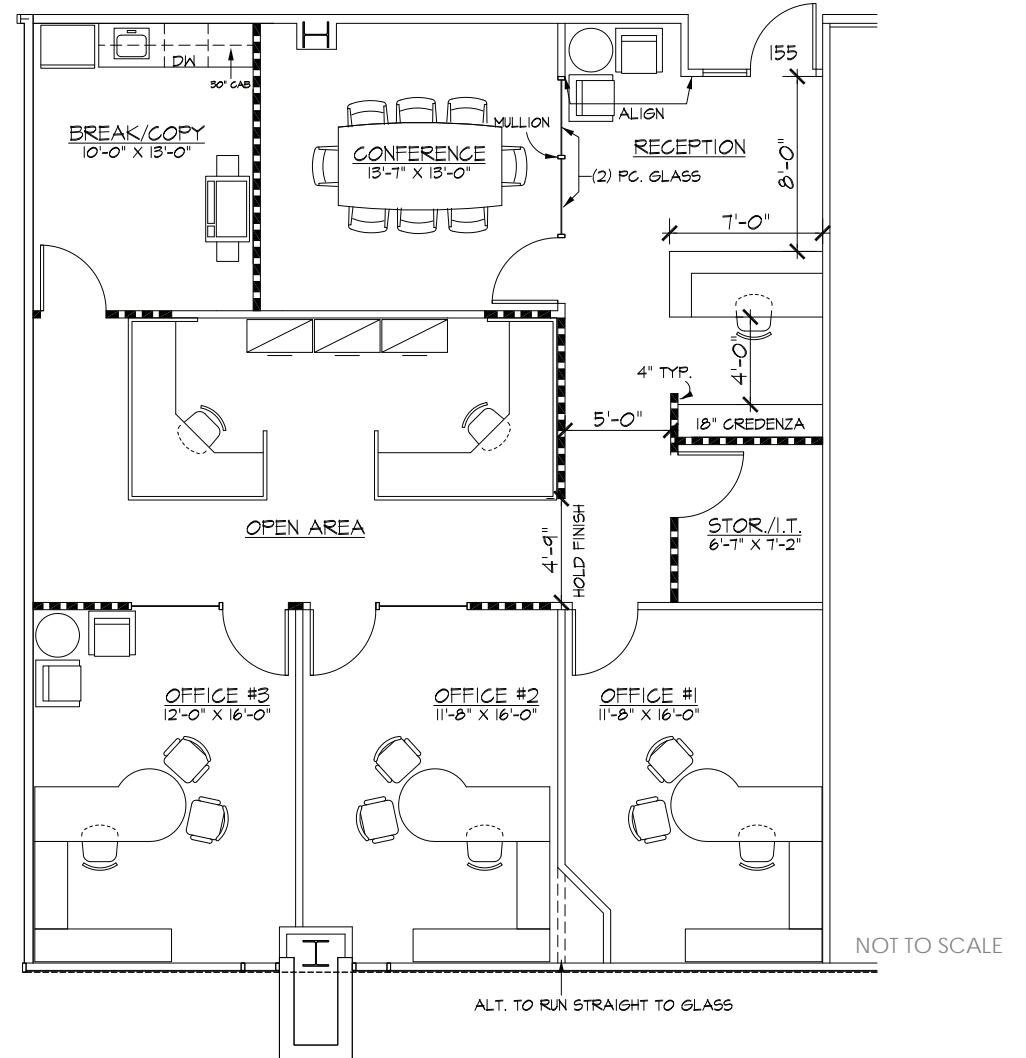 155
DW
30" CAB
ALIGN
BREAK/COPY
10'-0" X 13'-0"
MULLION
CONFERENCE
13'-7" X 13'-0"
RECEPTION
(2) PC. GLASS
8'-0"
7'-0"
4'-0"
4" TYP.
5'-0"
18" CREDENZA
OPEN AREA
4'-9"
HOLD FINISH
STOR./I.T.
6'-7" X 7'-2"
OFFICE #3
12'-0" X 16'-0"
OFFICE #2
11'-8" X 16'-0"
OFFICE #1
11'-8" X 16'-0"
NOT TO SCALE
ALT. TO RUN STRAIGHT TO GLASS